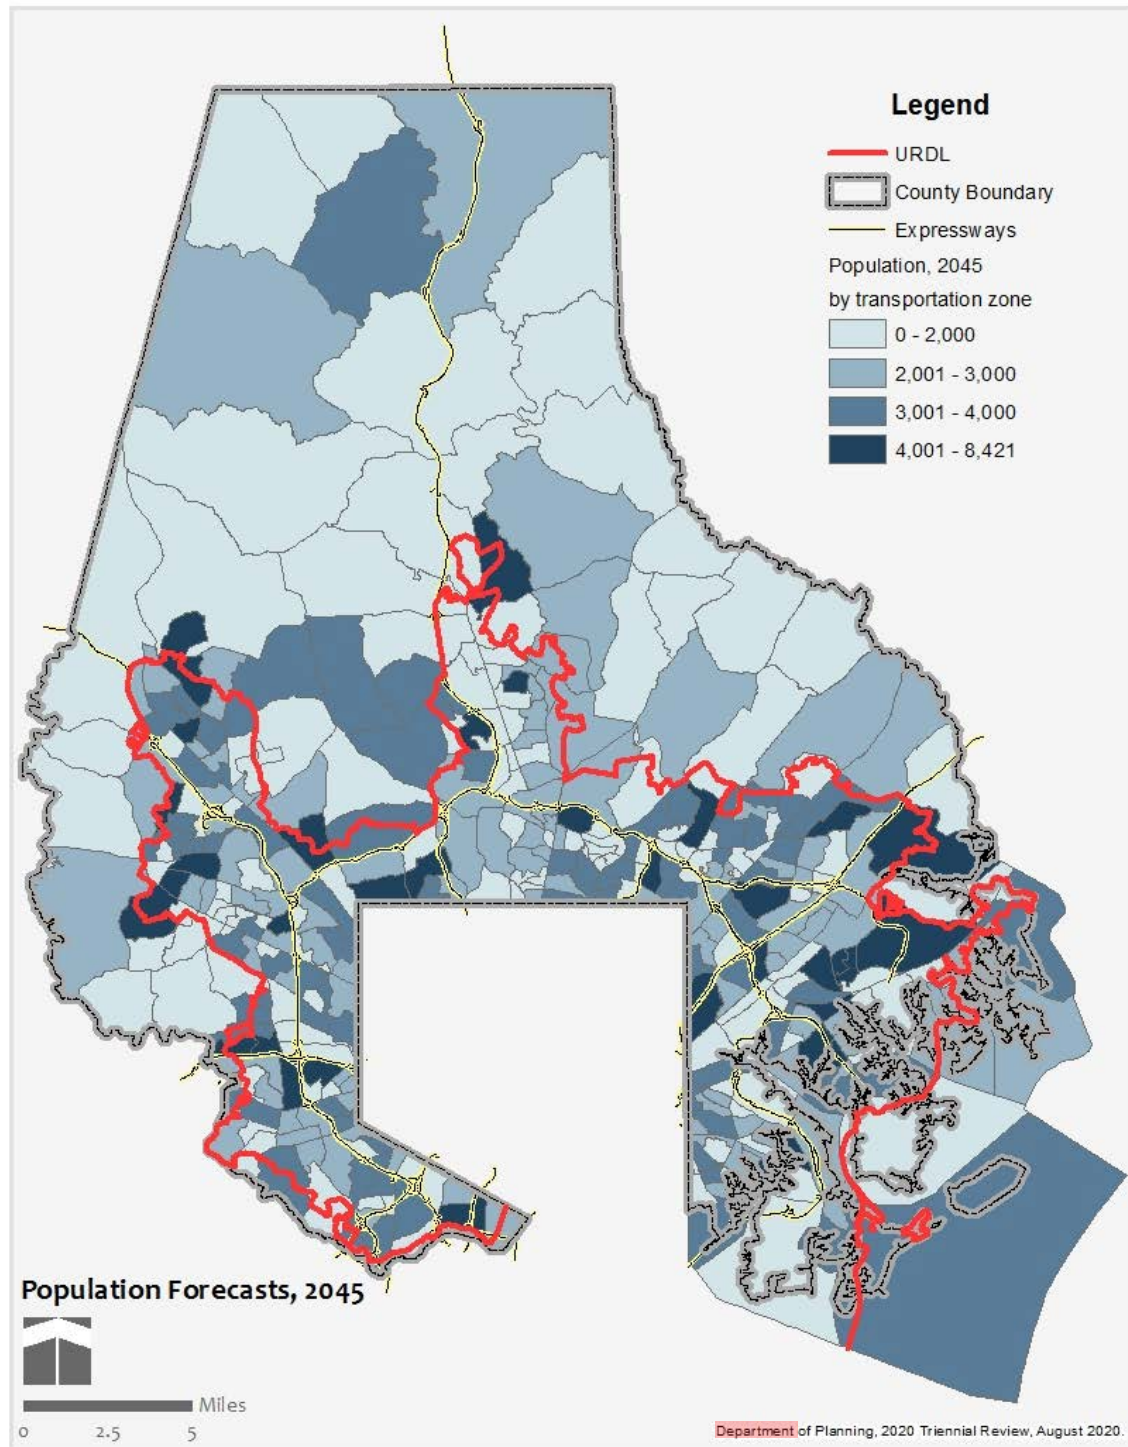 Legend
URDL
County Boundary
Expressways
Population, 2045
by transportation zone
0 - 2,000
2,001 - 3,000
3,001 - 4,000
4,001 - 8,421
Population Forecasts, 2045
Miles
0 2.5 5
Department of Planning, 2020 Triennial Review, August 2020.